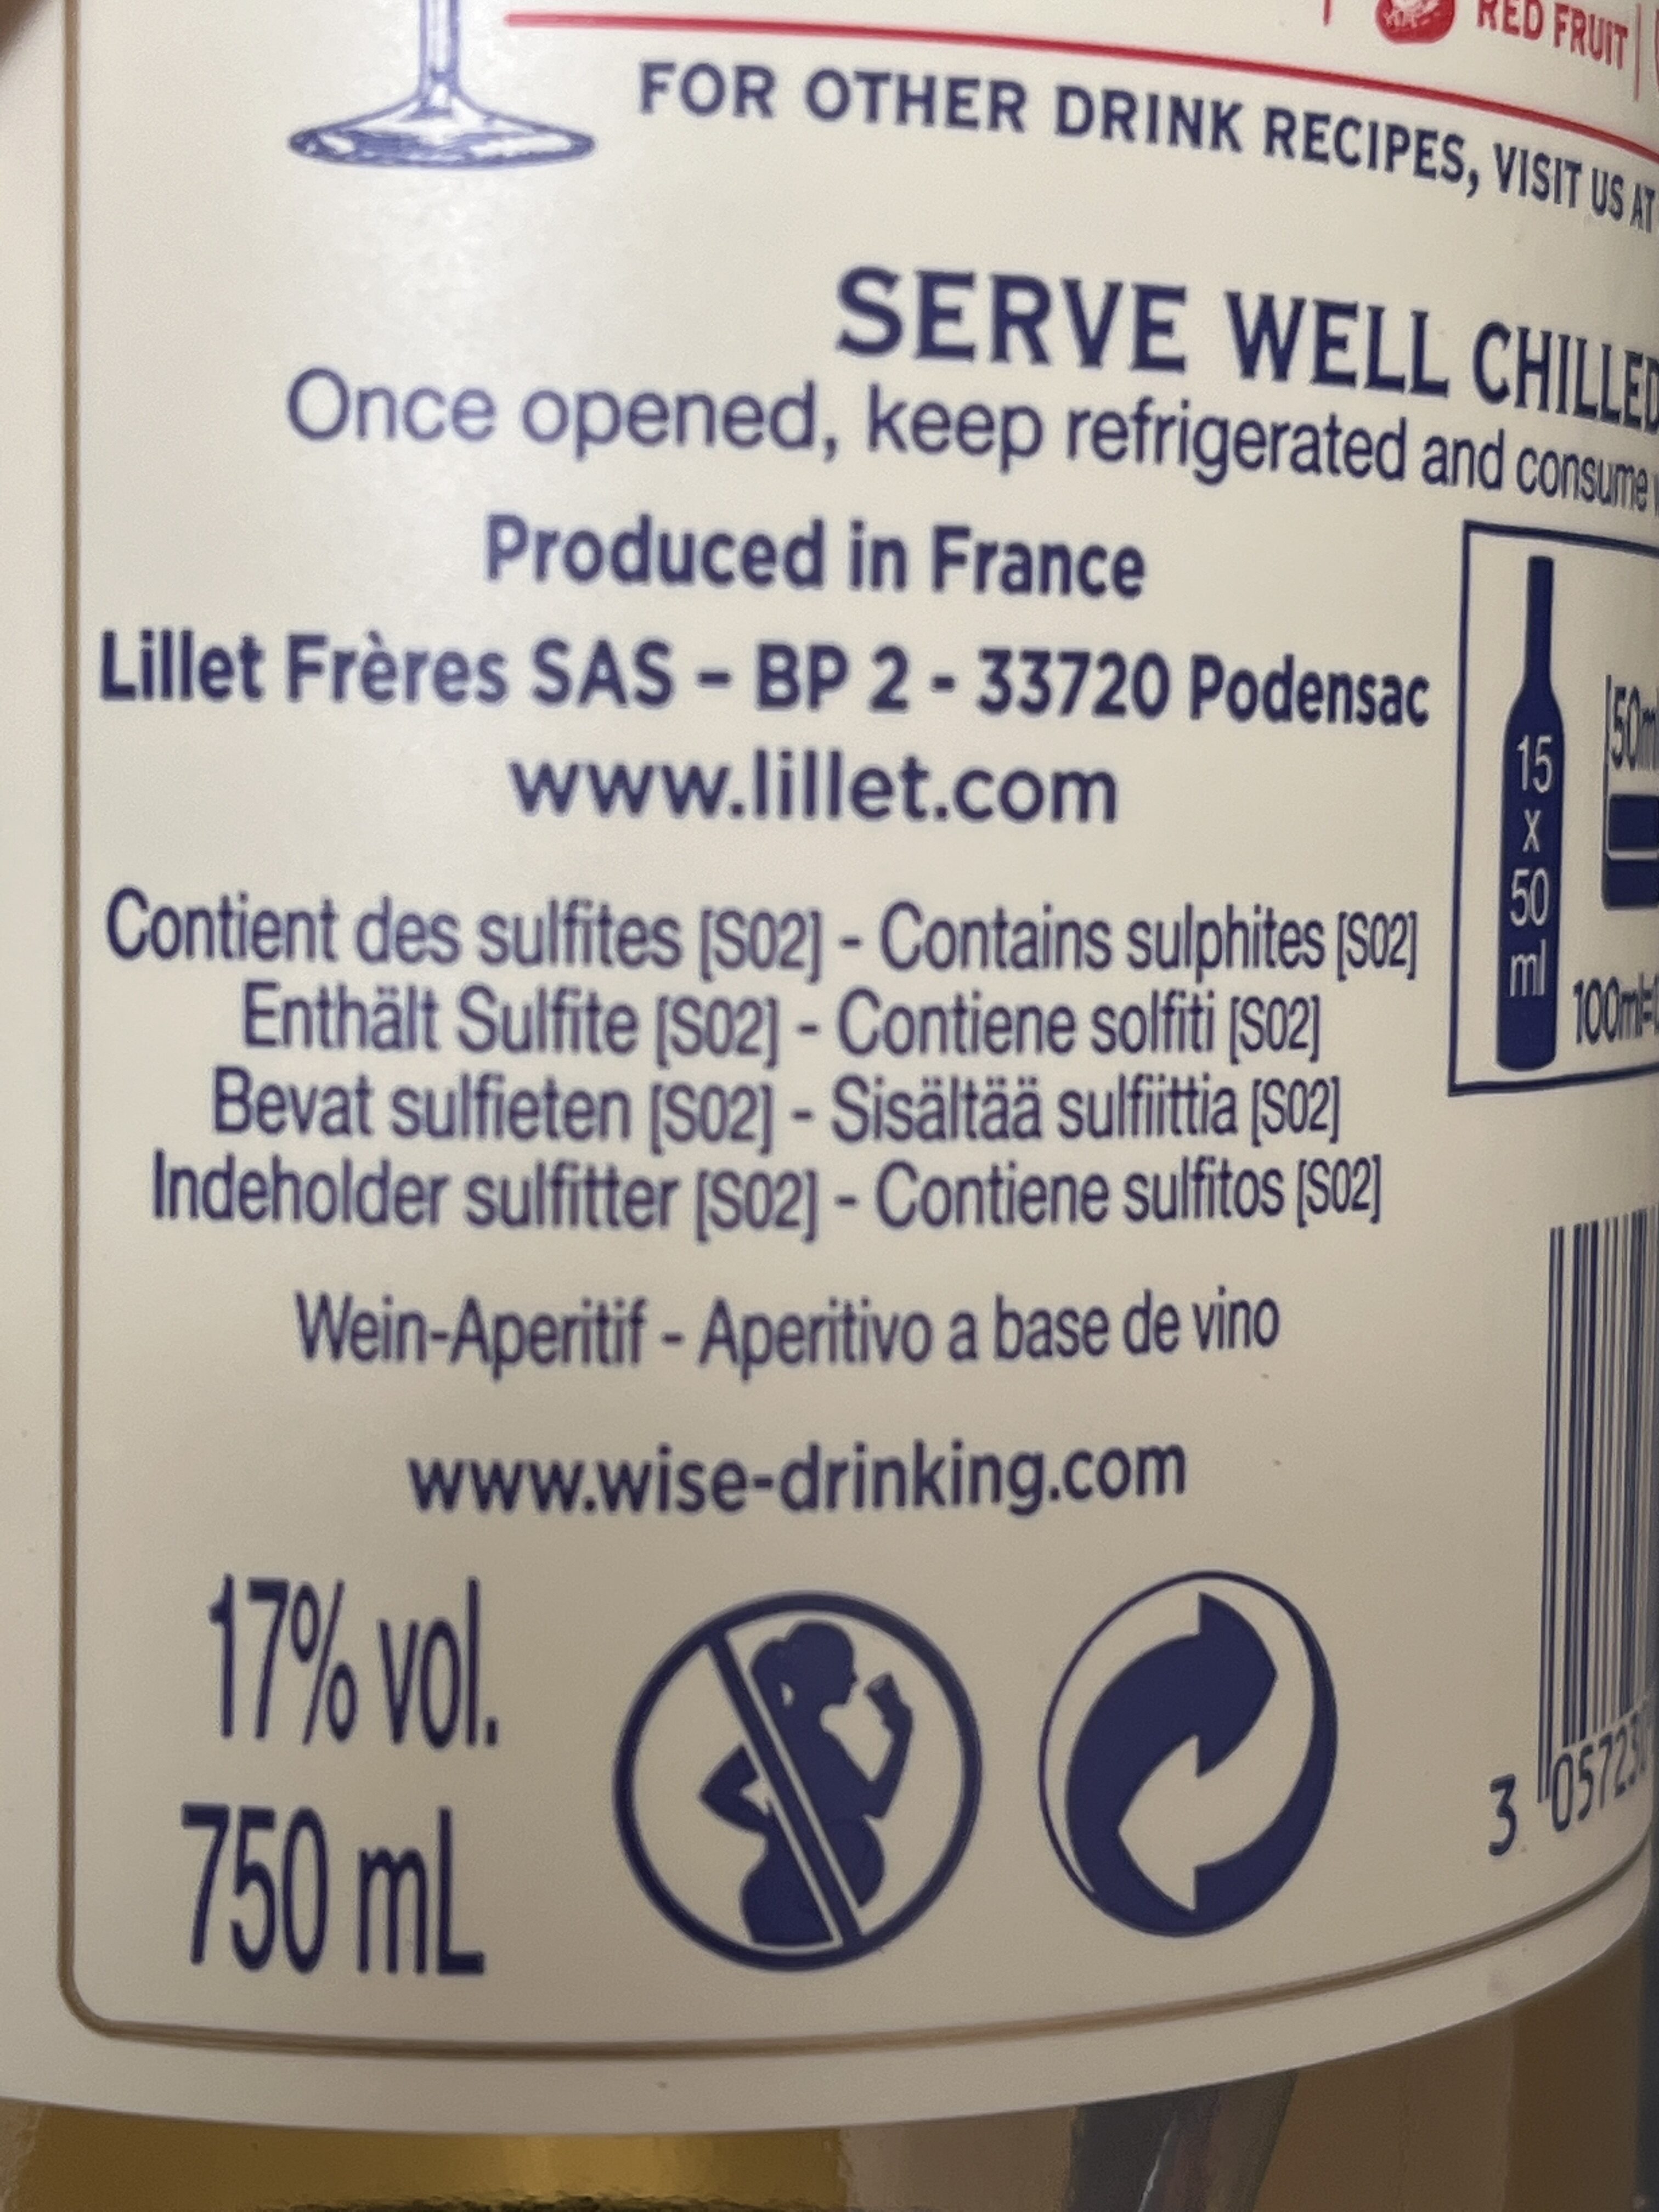 RED FRUIT
FOR OTHER DRINK RECIPES, VISIT US AT
SERVE WELL CHILLED
Once opened, keep refrigerated and consume
Produced in France
Lillet Frères SAS – BP 2 - 33720 Podensac
www.lillet.com
15
x
50
ml
50ml
100ml=
Contient des sulfites [S02] - Contains sulphites [S02]
Enthält Sulfite [S02] - Contiene solfiti [S02]
Bevat sulfieten [S02] - Sisältää sulfiittia [S02]
Indeholder sulfitter [S02] - Contiene sulfitos [S02]
Wein-Aperitif - Aperitivo a base de vino
www.wise-drinking.com
17% vol.
750 mL
3 05723